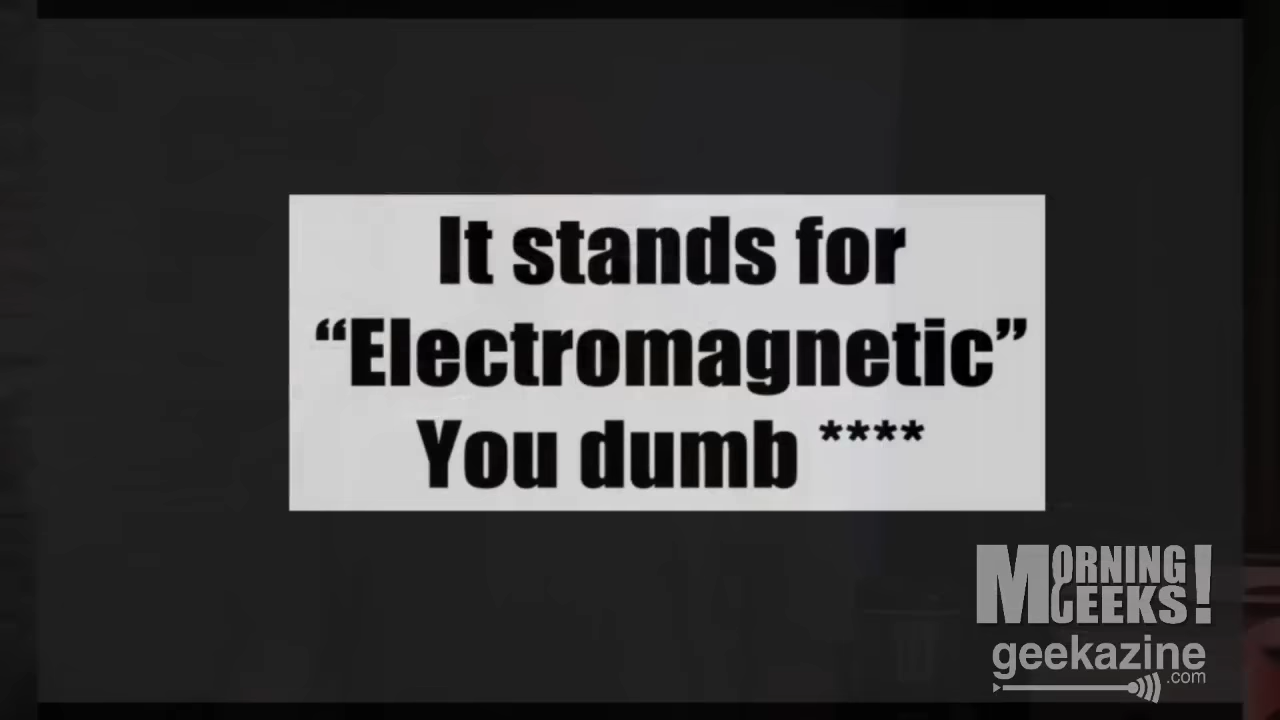 It stands for
“Electromagnetic”
You dumb ****
MORNING
GEEKS!
geekazine
.com